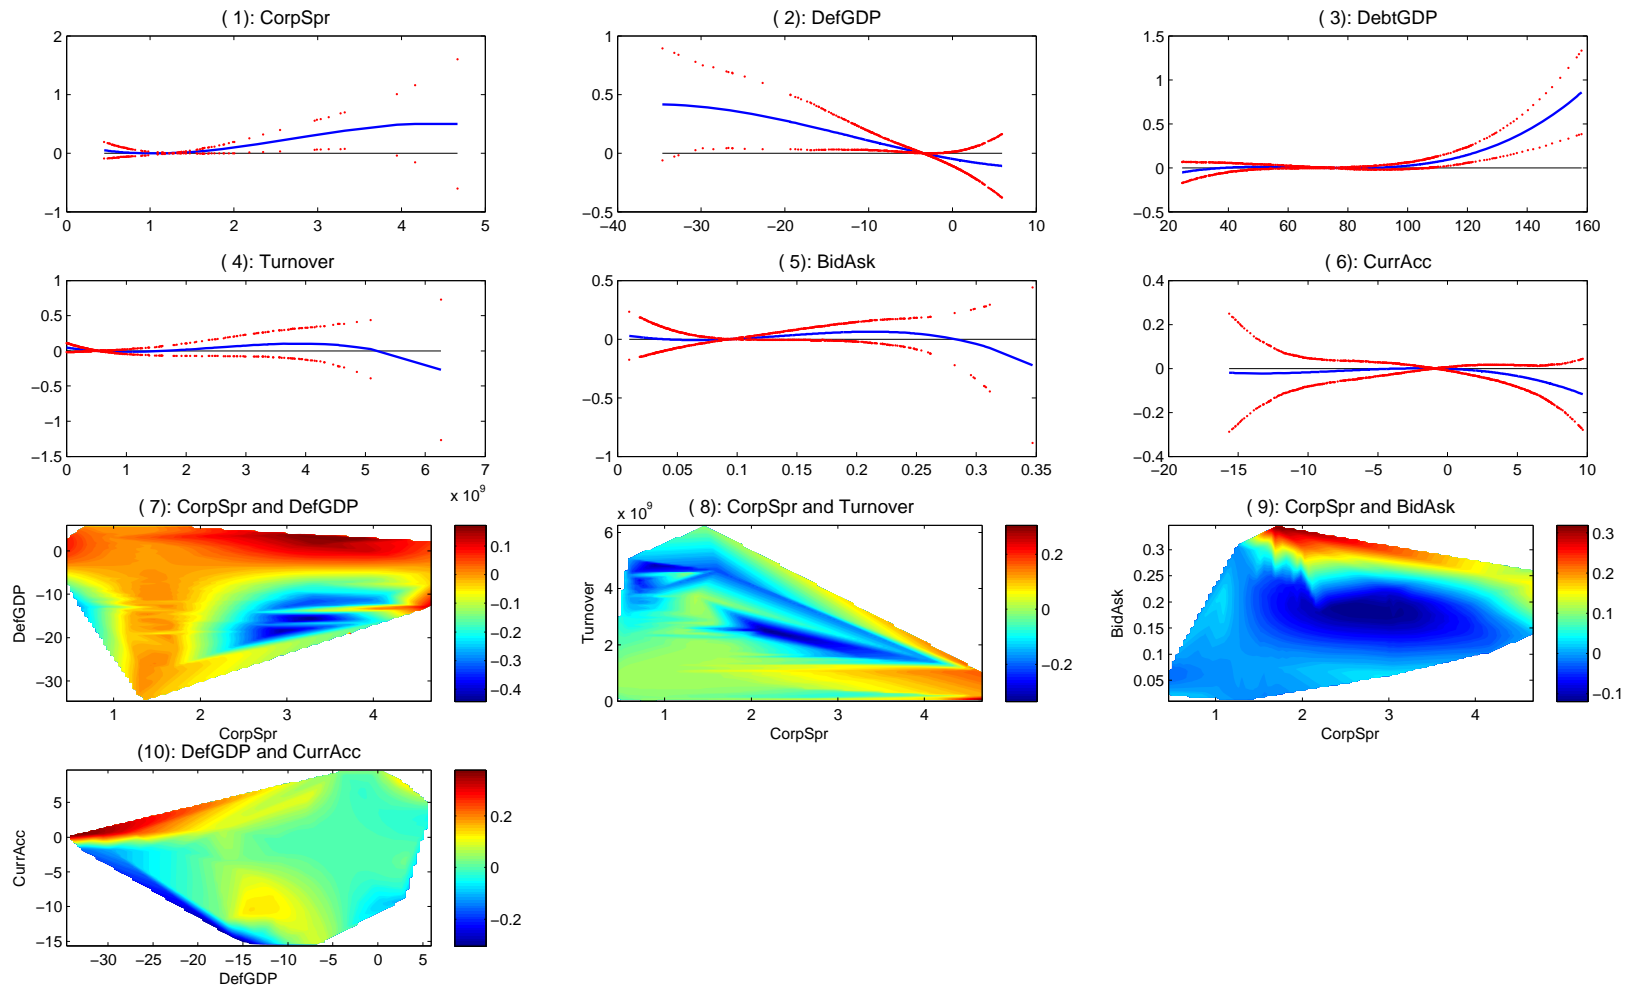 ( 1): CorpSpr
2
1
0
−1
0 1 2 3 4 5
( 2): DefGDP
1
0.5
0
−0.5
−40 −30 −20 −10 0 10
( 3): DebtGDP
1.5
1
0.5
0
−0.5
20 40 60 80 100 120 140 160
( 4): Turnover
1
0.5
0
−0.5
−1
−1.5
0 1 2 3 4 5 6 7
x 10^9
( 5): BidAsk
0.5
0
−0.5
−1
0 0.05 0.1 0.15 0.2 0.25 0.3 0.35
( 6): CurrAcc
0.4
0.2
0
−0.2
−0.4
−20 −15 −10 −5 0 5 10
( 7): CorpSpr and DefGDP
DefGDP
0
−10
−20
−30
1 2 3 4
CorpSpr
0.1
0
−0.1
−0.2
−0.3
−0.4
( 8): CorpSpr and Turnover
x 10^9
Turnover
6
4
2
0
1 2 3 4
CorpSpr
0.2
0
−0.2
( 9): CorpSpr and BidAsk
BidAsk
0.3
0.25
0.2
0.15
0.1
0.05
1 2 3 4
CorpSpr
0.3
0.2
0.1
0
−0.1
(10): DefGDP and CurrAcc
CurrAcc
5
0
−5
−10
−15
−30 −25 −20 −15 −10 −5 0 5
DefGDP
0.2
0
−0.2